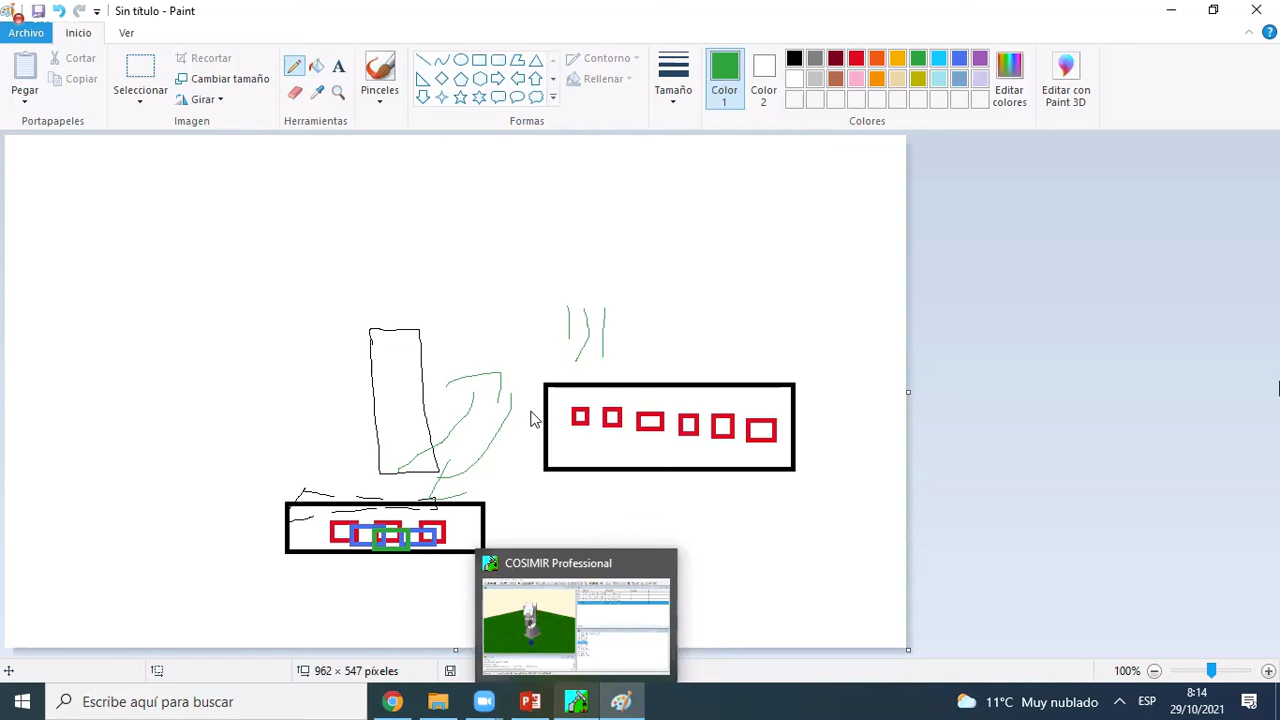 Sin título - Paint
Archivo
Inicio
Ver
Pegar
Cortar
Copiar
Portapapeles
Seleccionar
Recortar
Cambiar tamaño
Girar
Imagen
A
Herramientas
Pinceles
Contorno
Rellenar
Formas
Tamaño
Color
1
Color
2
Editar
colores
Colores
Editar con
Paint 3D
COSIMIR Professional
962 × 547 píxeles
100%
Escribe aquí para buscar
11°C Muy nublado
ESP
8:14
29/10/2021